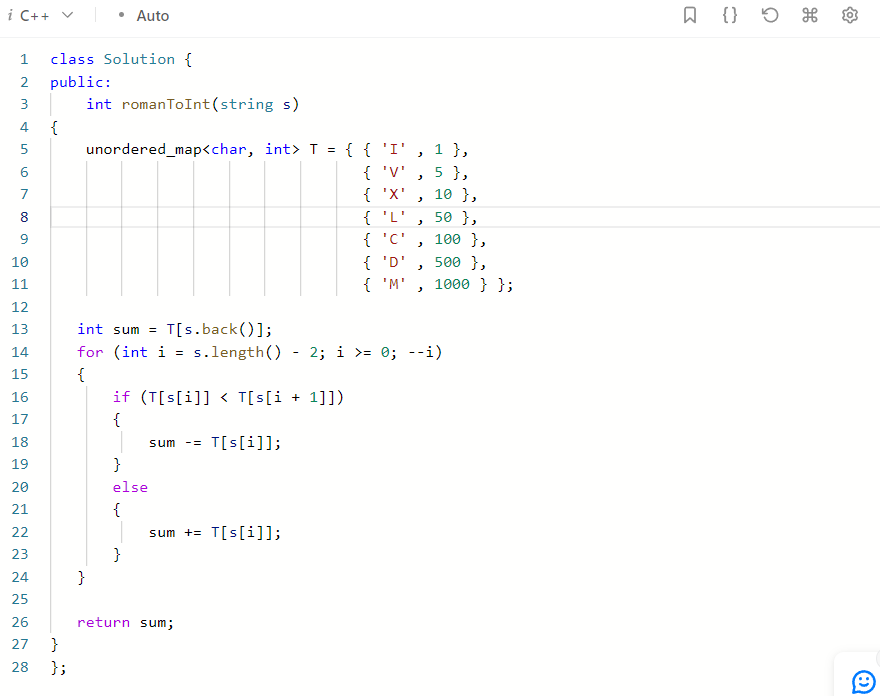 i C++ • Auto {}
1 class Solution {
2 public:
3     int romanToInt(string s)
4 {
5     unordered_map<char, int> T = { { 'I' , 1 },
6                                    { 'V' , 5 },
7                                    { 'X' , 10 },
8                                    { 'L' , 50 },
9                                    { 'C' , 100 },
10                                    { 'D' , 500 },
11                                    { 'M' , 1000 } };
12
13    int sum = T[s.back()];
14    for (int i = s.length() - 2; i >= 0; --i)
15    {
16        if (T[s[i]] < T[s[i + 1]])
17        {
18            sum -= T[s[i]];
19        }
20        else
21        {
22            sum += T[s[i]];
23        }
24    }
25
26    return sum;
27 }
28 };